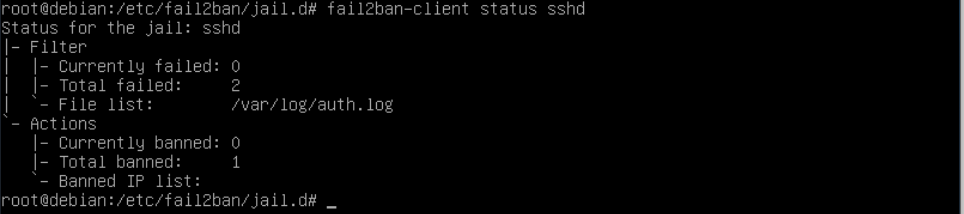 root@debian:/etc/fail2ban/jail.d# fail2ban-client status sshd
Status for the jail: sshd
|- Filter
|  |- Currently failed: 0
|  |- Total failed:     2
|  `- File list:        /var/log/auth.log
`- Actions
   |- Currently banned: 0
   |- Total banned:     1
   `- Banned IP list:
root@debian:/etc/fail2ban/jail.d# _